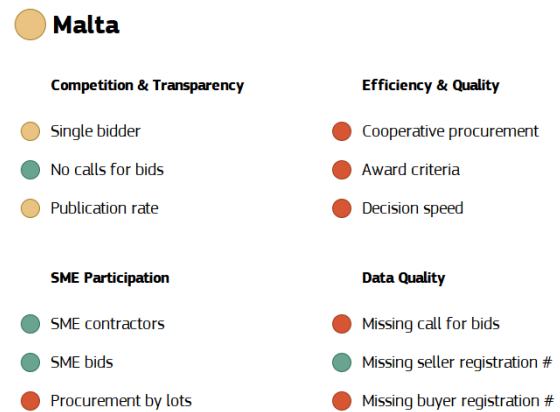 Malta
Competition & Transparency
Single bidder
No calls for bids
Publication rate
Efficiency & Quality
Cooperative procurement
Award criteria
Decision speed
SME Participation
SME contractors
SME bids
Procurement by lots
Data Quality
Missing call for bids
Missing seller registration #
Missing buyer registration #